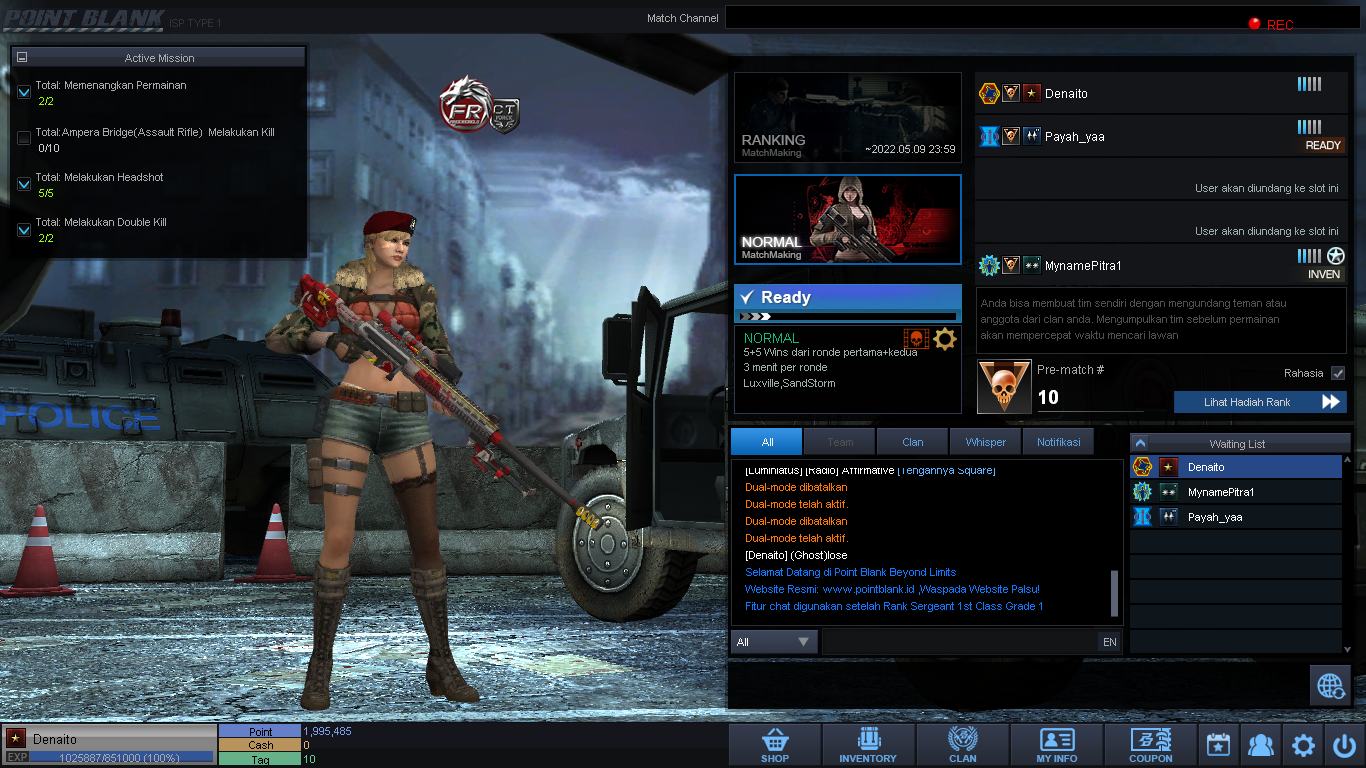 POINT BLANK
ISP TYPE 1
Match Channel
REC
Active Mission
Total: Memenangkan Permainan
2/2
Total:Ampera Bridge(Assault Rifle) Melakukan Kill
0/10
Total: Melakukan Headshot
5/5
Total: Melakukan Double Kill
2/2
FR
CT
FORCE
RANKING
MatchMaking
~2022.05.09 23:59
NORMAL
MatchMaking
Ready
NORMAL
5+5 Wins dari ronde pertama+kedua
3 menit per ronde
Luxville,SandStorm
Denaito
Payah_yaa
READY
User akan diundang ke slot ini
User akan diundang ke slot ini
MynamePitra1
INVEN
Anda bisa membuat tim sendiri dengan mengundang teman atau
anggota dari clan anda. Mengumpulkan tim sebelum permainan
akan mempercepat waktu mencari lawan
Pre-match #
10
Rahasia
Lihat Hadiah Rank
POLICE
All
Team
Clan
Whisper
Notifikasi
[Luminiatus] [Radio] Affirmative [Tengahnya Square]
Dual-mode dibatalkan
Dual-mode telah aktif.
Dual-mode dibatalkan
Dual-mode telah aktif.
[Denaito] (Ghost)lose
Selamat Datang di Point Blank Beyond Limits
Website Resmi: www.pointblank.id ,Waspada Website Palsu!
Fitur chat digunakan setelah Rank Sergeant 1st Class Grade 1
All
EN
Waiting List
Denaito
MynamePitra1
Payah_yaa
Denaito
EXP
1025887/851000 (100%)
Point
1,995,485
Cash
0
Tag
10
SHOP
INVENTORY
CLAN
MY INFO
COUPON